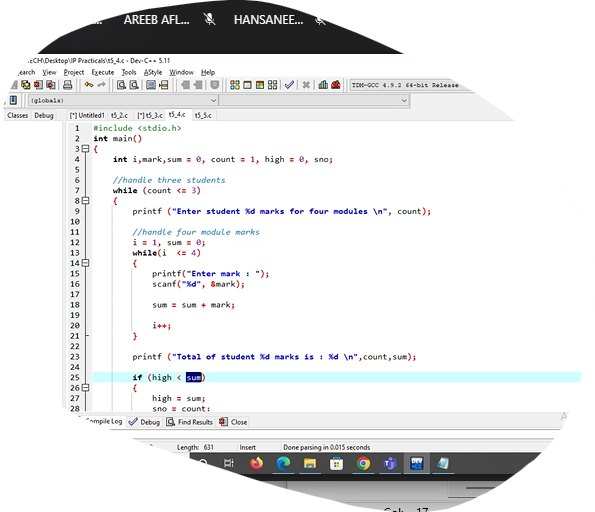 AREEB AFL... HANSANEE...
.cCH\Desktop\IP Practicals\t5_4.c - Dev-C++ 5.11
earch View Project Execute Tools AStyle Window Help
TDM-GCC 4.9.2 64-bit Release
(globals)
Classes Debug [*] Untitled1 t5_2.c [*] t5_3.c t5_4.c t5_5.c
1 #include <stdio.h>
2 int main()
3 {
4 int i,mark,sum = 0, count = 1, high = 0, sno;
5
6 //handle three students
7 while (count <= 3)
8 {
9 printf ("Enter student %d marks for four modules \n", count);
10
11 //handle four module marks
12 i = 1, sum = 0;
13 while(i <= 4)
14 {
15 printf("Enter mark : ");
16 scanf("%d", &mark);
17
18 sum = sum + mark;
19
20 i++;
21 }
22
23 printf ("Total of student %d marks is : %d \n",count,sum);
24
25 if (high < sum)
26 {
27 high = sum;
28 sno = count;
ompile Log Debug Find Results Close
Length: 631 Insert Done parsing in 0.015 seconds